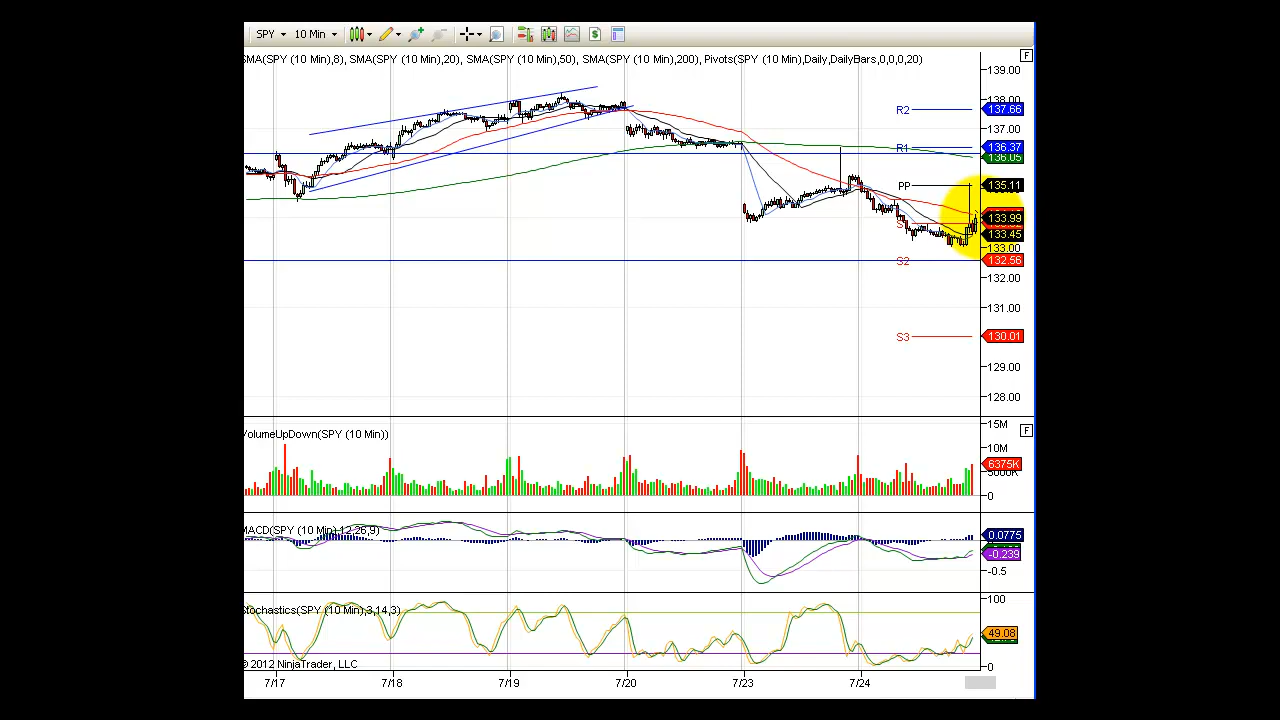 SPY 10 Min
SMA(SPY (10 Min),8), SMA(SPY (10 Min),20), SMA(SPY (10 Min),50), SMA(SPY (10 Min),200), Pivots(SPY (10 Min),Daily,DailyBars,0,0,0,20)
F
139.00
138.00
R2 137.66
137.00
R1 136.37
136.05
PP 135.11
133.99
133.45
133.00
S2 132.56
132.00
131.00
S3 130.01
129.00
128.00
VolumeUpDown(SPY (10 Min))
F
15M
10M
6375K
5000K
0
MACD(SPY (10 Min),12,26,9)
0.0775
-0.239
-0.5
Stochastics(SPY (10 Min),3,14,3)
100
49.08
0
© 2012 NinjaTrader, LLC
7/17 7/18 7/19 7/20 7/23 7/24